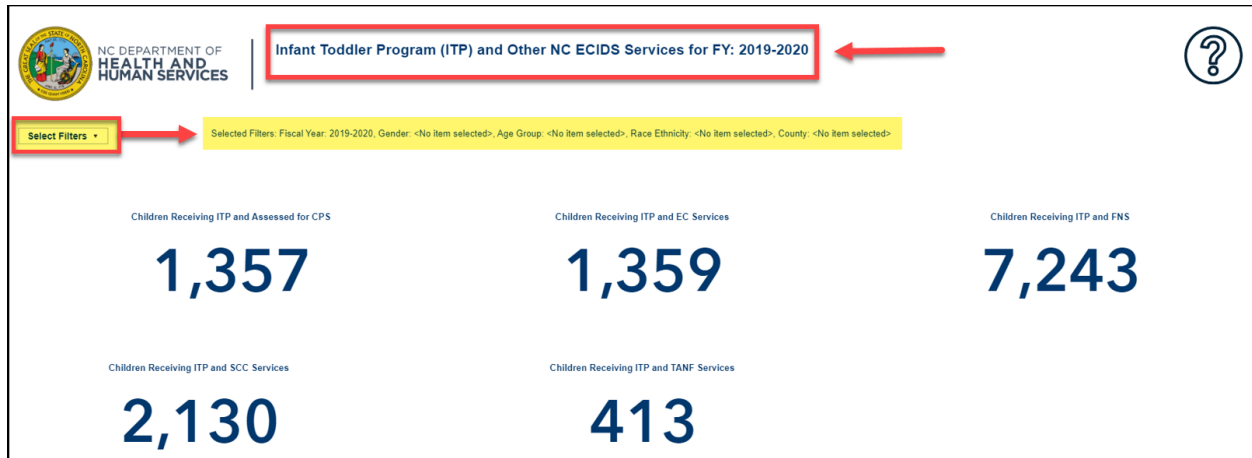 NC DEPARTMENT OF
HEALTH AND
HUMAN SERVICES
Infant Toddler Program (ITP) and Other NC ECIDS Services for FY: 2019-2020
?
Select Filters ▾
Selected Filters: Fiscal Year: 2019-2020, Gender: <No item selected>, Age Group: <No item selected>, Race Ethnicity: <No item selected>, County: <No item selected>
Children Receiving ITP and Assessed for CPS
1,357
Children Receiving ITP and EC Services
1,359
Children Receiving ITP and FNS
7,243
Children Receiving ITP and SCC Services
2,130
Children Receiving ITP and TANF Services
413